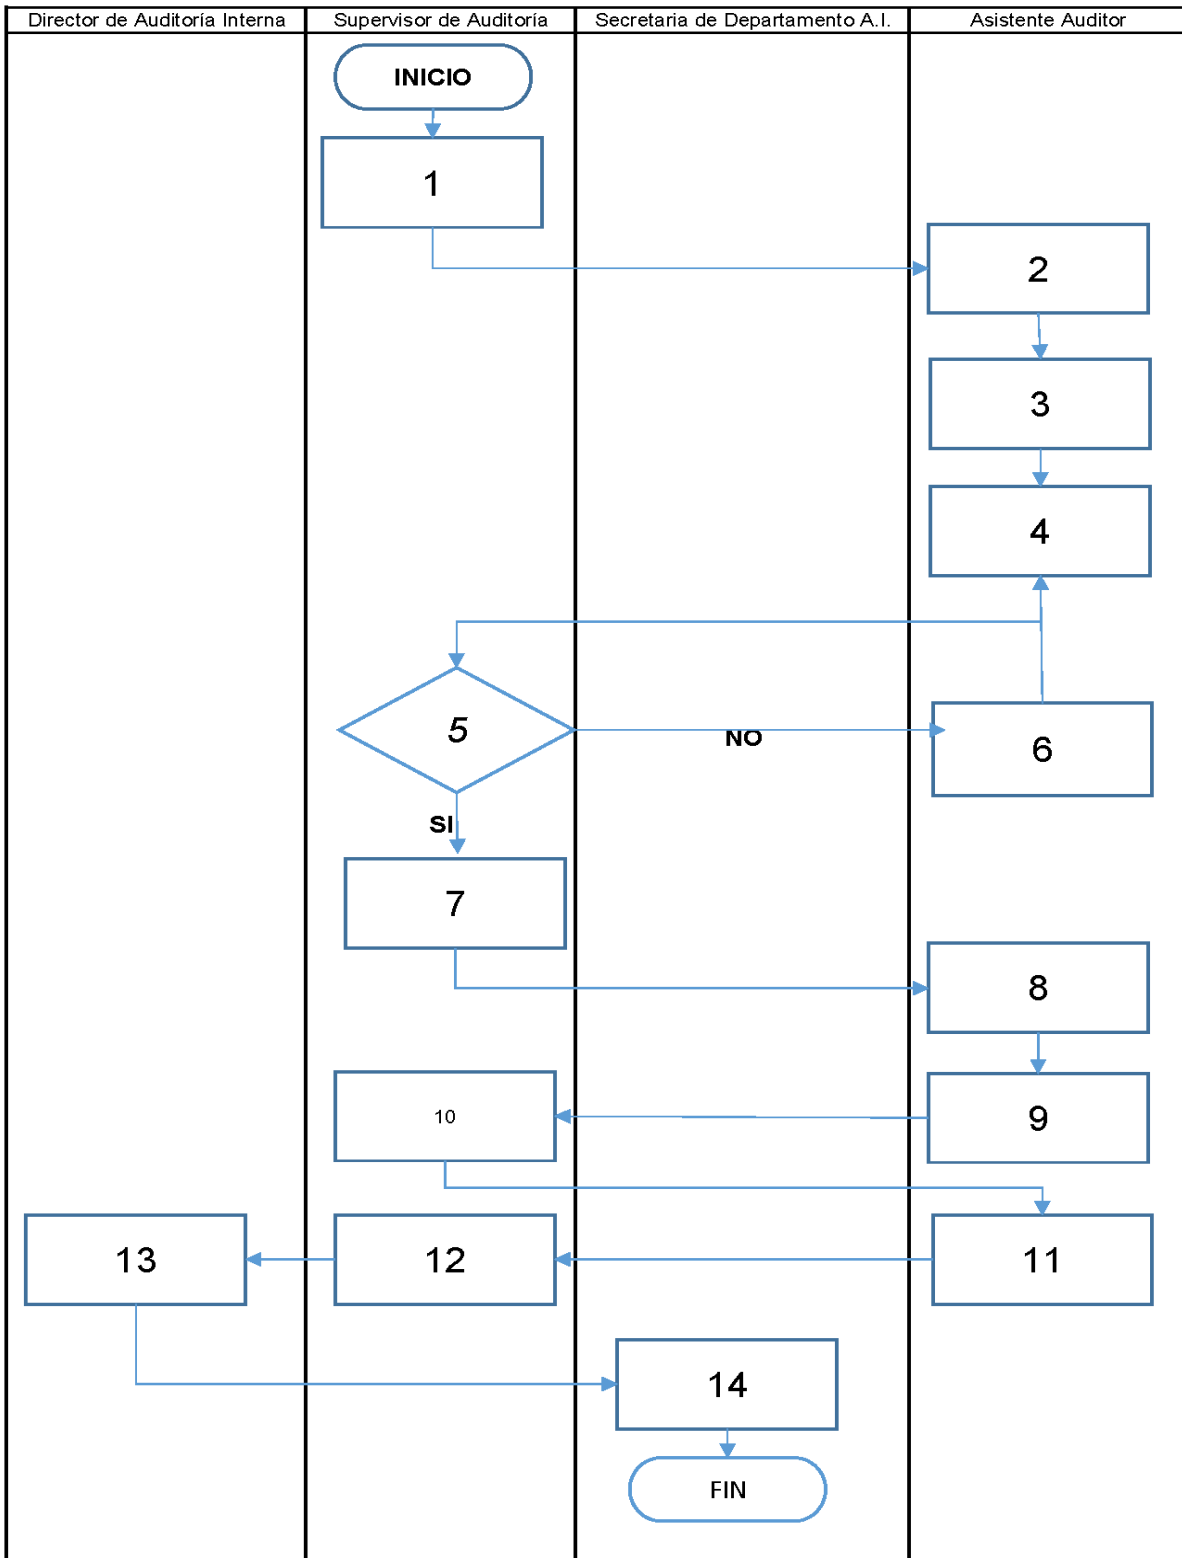 Director de Auditoría Interna
Supervisor de Auditoría
Secretaria de Departamento A.I.
Asistente Auditor
INICIO
1
2
3
4
5
NO
6
SI
7
8
9
10
11
12
13
14
FIN